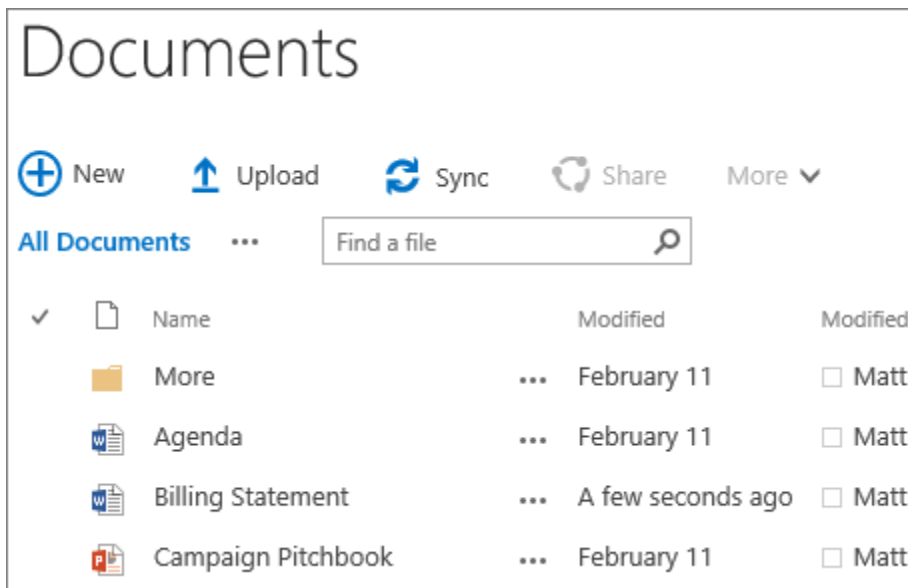 Documents
New Upload Sync Share More
All Documents ... Find a file
Name Modified Modified
More ... February 11 Matt
Agenda ... February 11 Matt
Billing Statement ... A few seconds ago Matt
Campaign Pitchbook ... February 11 Matt